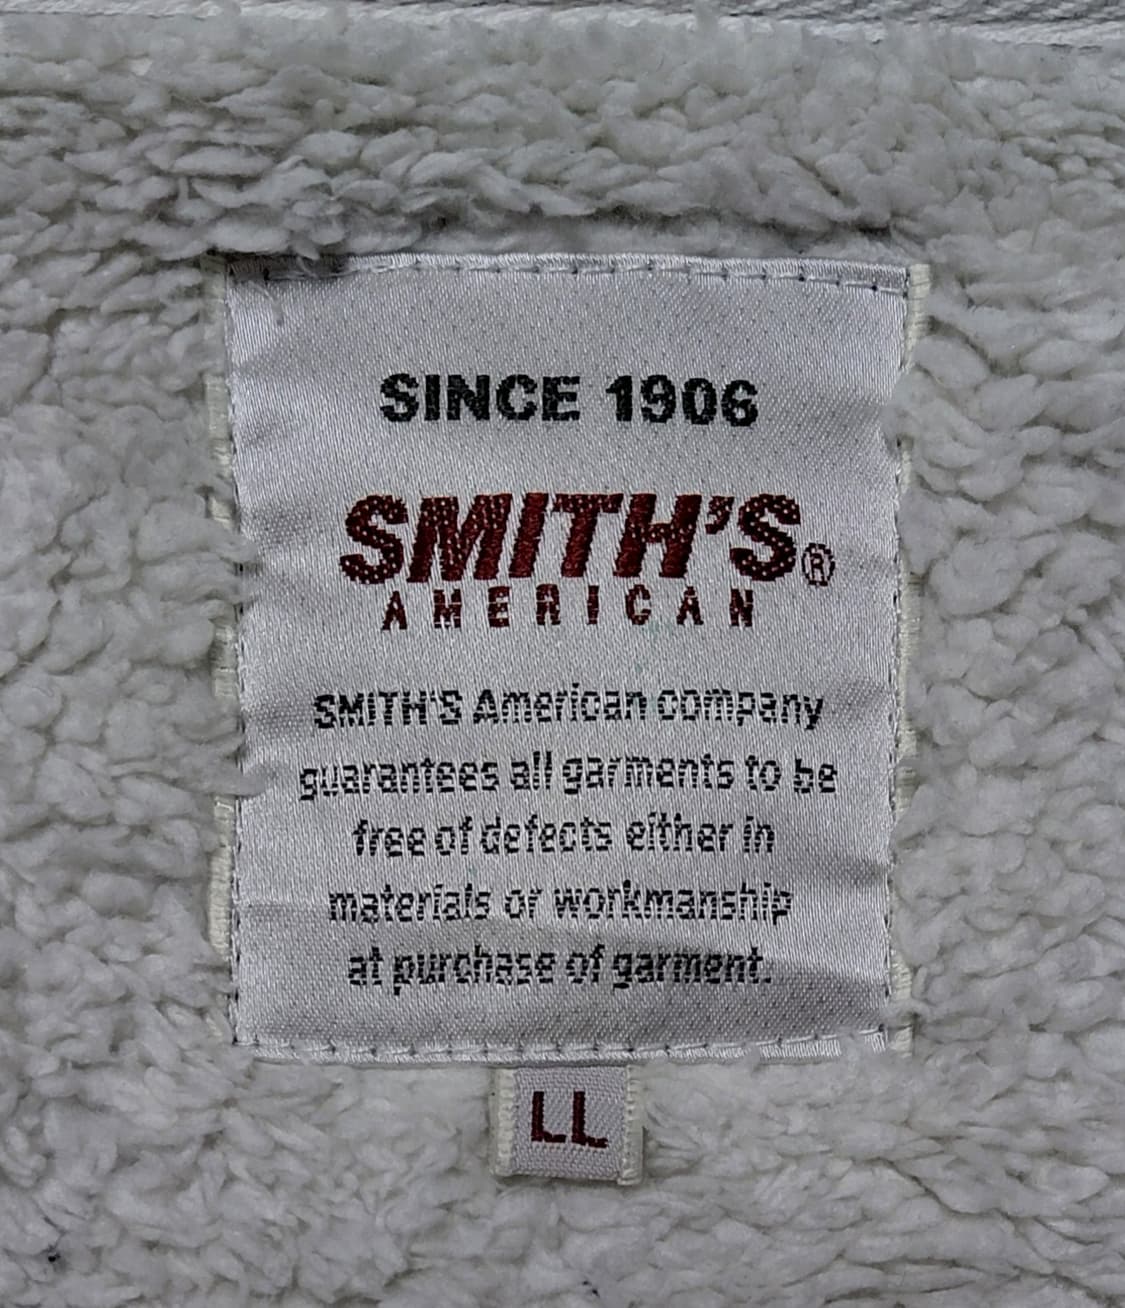 SINCE 1906
SMITH'S®
AMERICAN
SMITH'S American company
guarantees all garments to be
free of defects either in
materials or workmanship
at purchase of garment.
LL